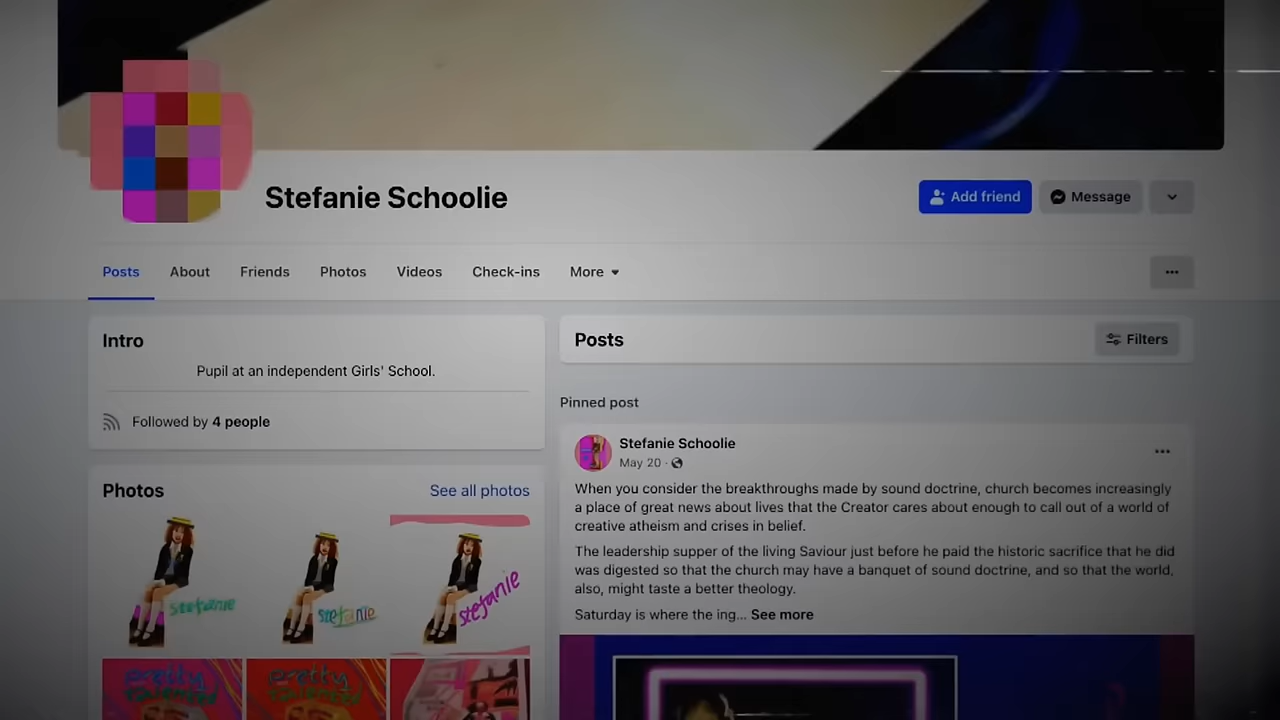 Stefanie Schoolie
Add friend
Message
Posts
About
Friends
Photos
Videos
Check-ins
More
Intro
Pupil at an independent Girls' School.
Followed by 4 people
Photos
See all photos
stefanie
stefanie
stefanie
pretty
talented
pretty
talented
Posts
Filters
Pinned post
Stefanie Schoolie
May 20
When you consider the breakthroughs made by sound doctrine, church becomes increasingly
a place of great news about lives that the Creator cares about enough to call out of a world of
creative atheism and crises in belief.
The leadership supper of the living Saviour just before he paid the historic sacrifice that he did
was digested so that the church may have a banquet of sound doctrine, and so that the world,
also, might taste a better theology.
Saturday is where the ing... See more